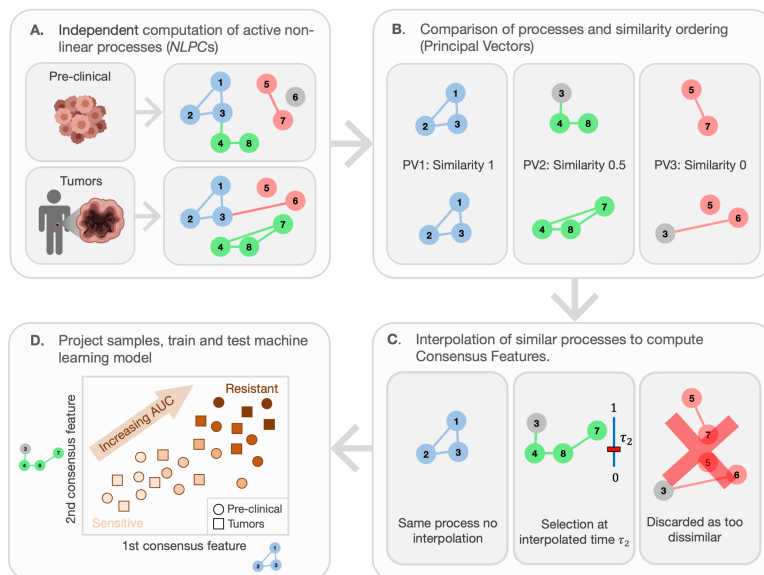 A. Independent computation of active non-
linear processes (NLPCs)
Pre-clinical
1
2
3
4
8
5
6
7
Tumors
1
2
3
5
6
7
4
8
B. Comparison of processes and similarity ordering
(Principal Vectors)
1
2
3
PV1: Similarity 1
1
2
3
3
4
8
PV2: Similarity 0.5
7
4
8
5
7
PV3: Similarity 0
5
6
3
C. Interpolation of similar processes to compute
Consensus Features.
1
2
3
Same process no
interpolation
3
7
4
8
1
τ2
0
Selection at
interpolated time τ2
5
7
5
6
3
Discarded as too
dissimilar
D. Project samples, train and test machine
learning model
Resistant
Increasing AUC
Sensitive
Pre-clinical
Tumors
2nd consensus feature
3
7
4
8
1st consensus feature
1
2
3